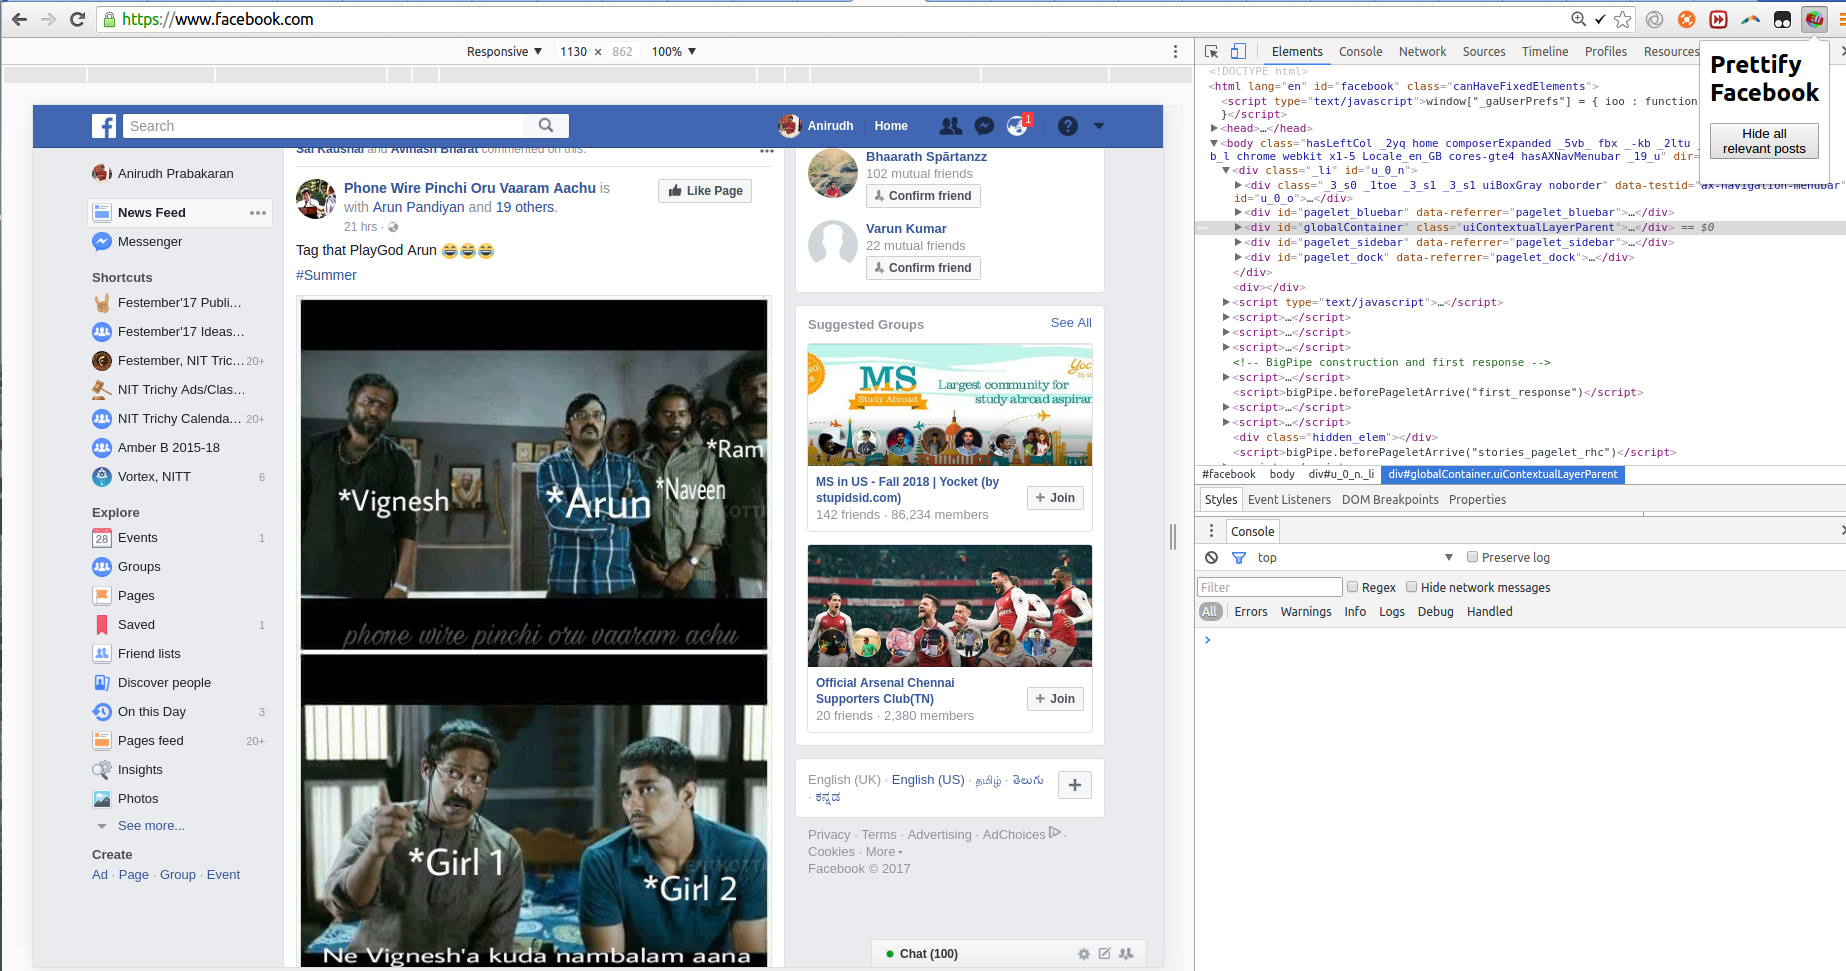 https://www.facebook.com
Responsive ▼ 1130 × 862 100% ▼
Search
Anirudh Home 1
Anirudh Prabakaran
News Feed
Messenger
Shortcuts
Festember'17 Publi...
Festember'17 Ideas...
Festember, NIT Tric... 20+
NIT Trichy Ads/Clas...
NIT Trichy Calenda... 20+
Amber B 2015-18
Vortex, NITT 6
Explore
28 Events 1
Groups
Pages
Saved 1
Friend lists
Discover people
On this Day 3
Pages feed 20+
Insights
Photos
See more...
Create
Ad · Page · Group · Event
Sai Kaushal and Avinash Bharat commented on this.
Phone Wire Pinchi Oru Vaaram Aachu is
with Arun Pandiyan and 19 others.
21 hrs ·
Like Page
Tag that PlayGod Arun 😂😂😂
#Summer
*Vignesh
*Arun
*Naveen
*Ram
phone wire pinchi oru vaaram achu
*Girl 1
*Girl 2
Ne Vignesh'a kuda nambalam aana
Bhaarath Spārtanzz
102 mutual friends
Confirm friend
Varun Kumar
22 mutual friends
Confirm friend
Suggested Groups See All
MS
Study Abroad
Largest community for
study abroad aspiran
Yoc
by st
MS in US - Fall 2018 | Yocket (by
stupidsid.com)
142 friends · 86,234 members
+ Join
Official Arsenal Chennai
Supporters Club(TN)
20 friends · 2,380 members
+ Join
English (UK) · English (US) · தமிழ் · తెలుగు
· ಕನ್ನಡ
+
Privacy · Terms · Advertising · AdChoices ·
Cookies · More
Facebook © 2017
Chat (100)
Elements Console Network Sources Timeline Profiles Resources
Prettify
Facebook
Hide all
relevant posts
<!DOCTYPE html>
<html lang="en" id="facebook" class="canHaveFixedElements">
<script type="text/javascript">window["_gaUserPrefs"] = { ioo : function
}</script>
▶<head>…</head>
▼<body class="hasLeftCol _2yq home composerExpanded _5vb_ fbx _-kb _2ltu
b_l chrome webkit x1-5 Locale_en_GB cores-gte4 hasAXNavMenubar _19_u" dir=
▼<div class="_li" id="u_0_n">
▶<div class="_3_s0 _1toe _3_s1 _3_s1 uiBoxGray noborder" data-testid="ax-navigation-menubar"
id="u_0_o">…</div>
▶<div id="pagelet_bluebar" data-referrer="pagelet_bluebar">…</div>
▶<div id="globalContainer" class="uiContextualLayerParent">…</div> == $0
▶<div id="pagelet_sidebar" data-referrer="pagelet_sidebar">…</div>
▶<div id="pagelet_dock" data-referrer="pagelet_dock">…</div>
</div>
<div></div>
▶<script type="text/javascript">…</script>
▶<script>…</script>
▶<script>…</script>
▶<script>…</script>
<!-- BigPipe construction and first response -->
▶<script>…</script>
<script>bigPipe.beforePageletArrive("first_response")</script>
▶<script>…</script>
▶<script>…</script>
<div class="hidden_elem"></div>
<script>bigPipe.beforePageletArrive("stories_pagelet_rhc")</script>
#facebook body div#u_0_n._li div#globalContainer.uiContextualLayerParent
Styles Event Listeners DOM Breakpoints Properties
Console
top ▼ Preserve log
Filter Regex Hide network messages
All Errors Warnings Info Logs Debug Handled